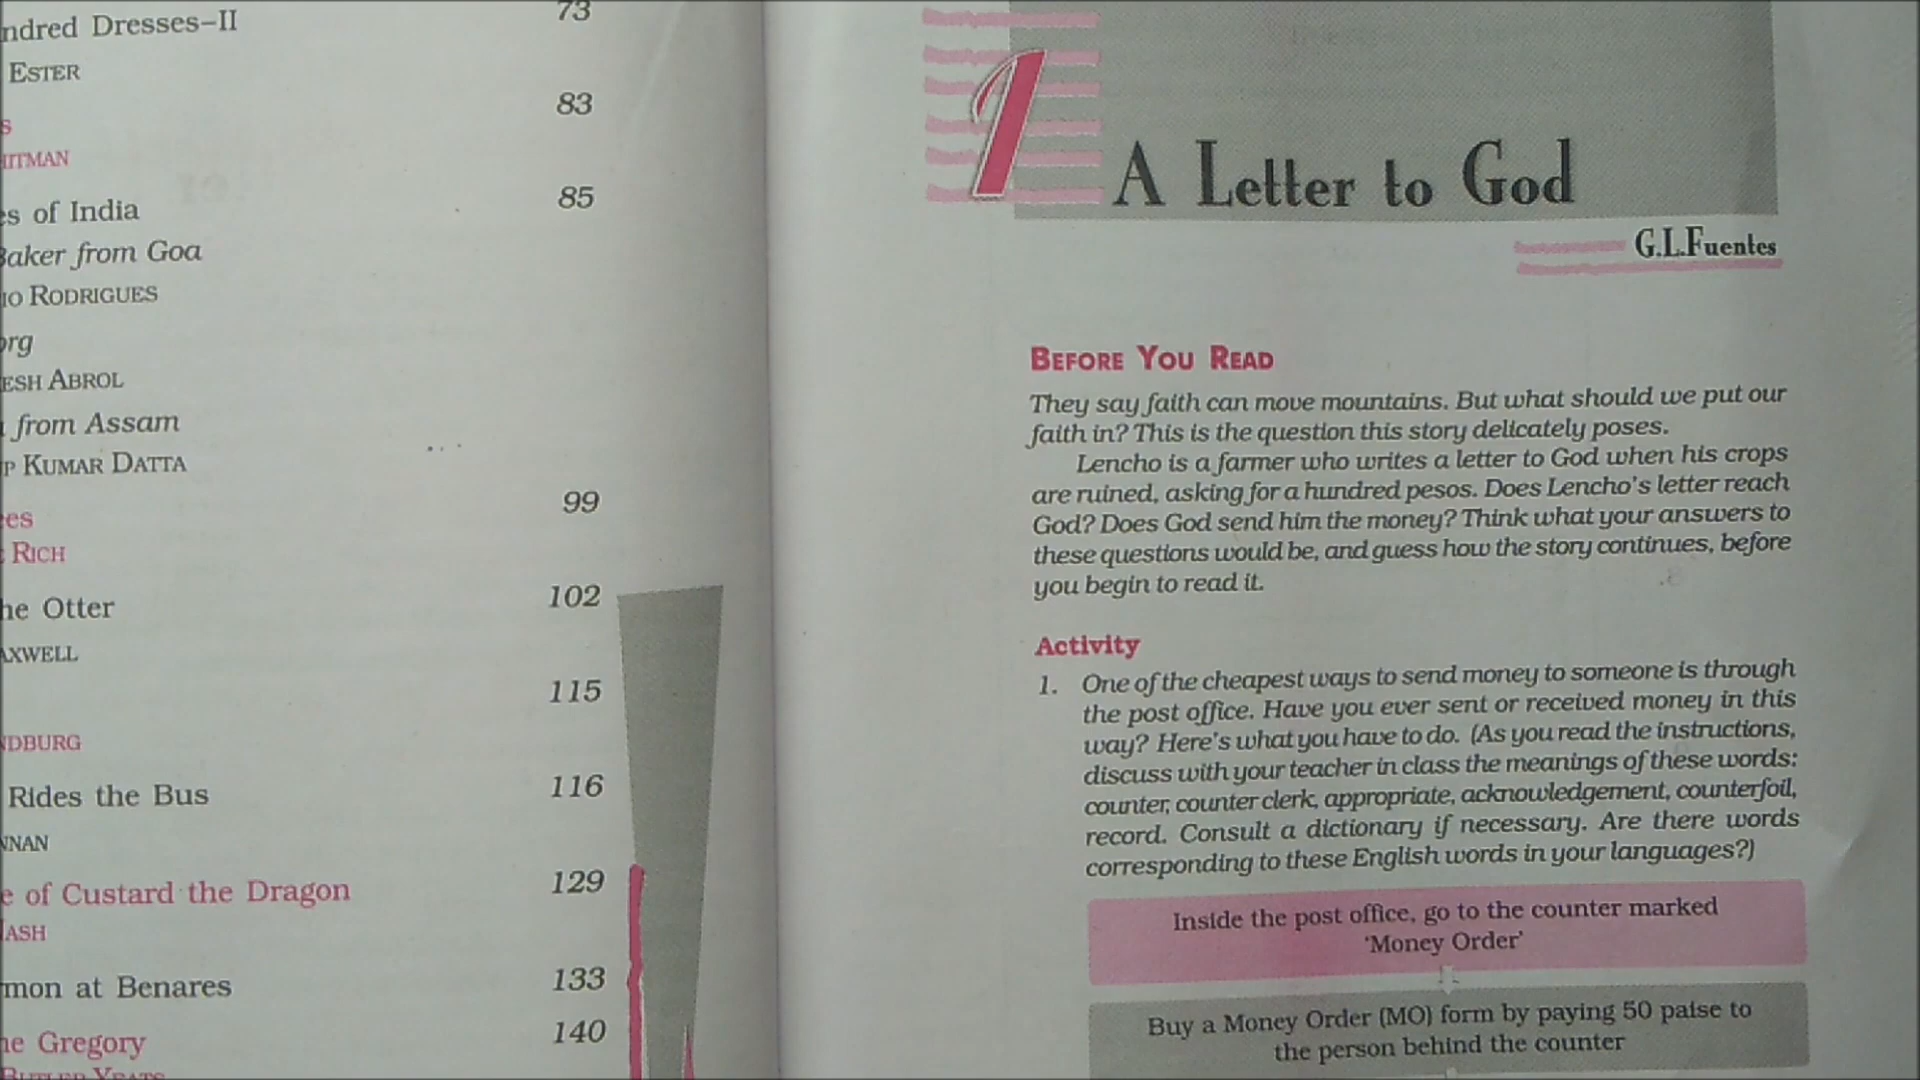 ndred Dresses–II 73
ESTER
83
s
HITMAN
es of India 85
Baker from Goa
IO RODRIGUES
org
ESH ABROL
from Assam
P KUMAR DATTA
99
ees
RICH
he Otter 102
AXWELL
115
NDBURG
Rides the Bus 116
NNAN
e of Custard the Dragon 129
NASH
mon at Benares 133
ne Gregory 140
BUTLER YEATS
1
A Letter to God
G.L.Fuentes
BEFORE YOU READ
They say faith can move mountains. But what should we put our
faith in? This is the question this story delicately poses.
Lencho is a farmer who writes a letter to God when his crops
are ruined, asking for a hundred pesos. Does Lencho's letter reach
God? Does God send him the money? Think what your answers to
these questions would be, and guess how the story continues, before
you begin to read it.
Activity
1. One of the cheapest ways to send money to someone is through
the post office. Have you ever sent or received money in this
way? Here's what you have to do. (As you read the instructions,
discuss with your teacher in class the meanings of these words:
counter, counter clerk, appropriate, acknowledgement, counterfoil,
record. Consult a dictionary if necessary. Are there words
corresponding to these English words in your languages?)
Inside the post office, go to the counter marked
'Money Order'
Buy a Money Order (MO) form by paying 50 paise to
the person behind the counter